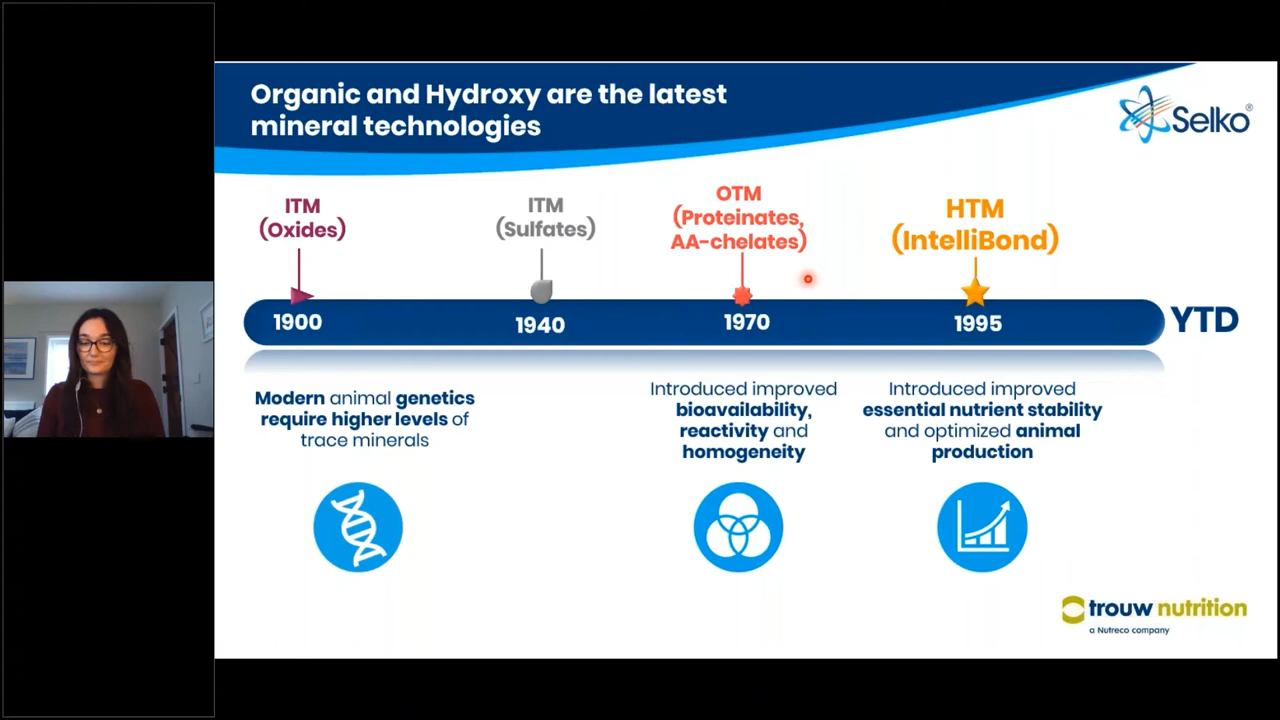 Organic and Hydroxy are the latest
mineral technologies
Selko®
ITM
(Oxides)
ITM
(Sulfates)
OTM
(Proteinates,
AA-chelates)
HTM
(IntelliBond)
1900
1940
1970
1995
YTD
Modern animal genetics
require higher levels of
trace minerals
Introduced improved
bioavailability,
reactivity and
homogeneity
Introduced improved
essential nutrient stability
and optimized animal
production
trouw nutrition
a Nutreco company